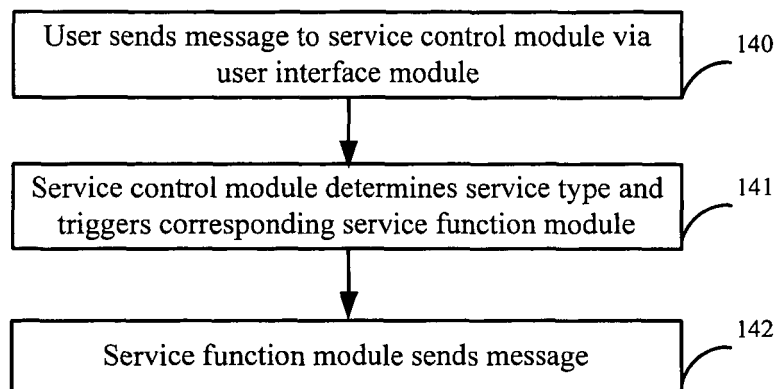 User sends message to service control module via
user interface module
140
Service control module determines service type and
triggers corresponding service function module
141
Service function module sends message
142